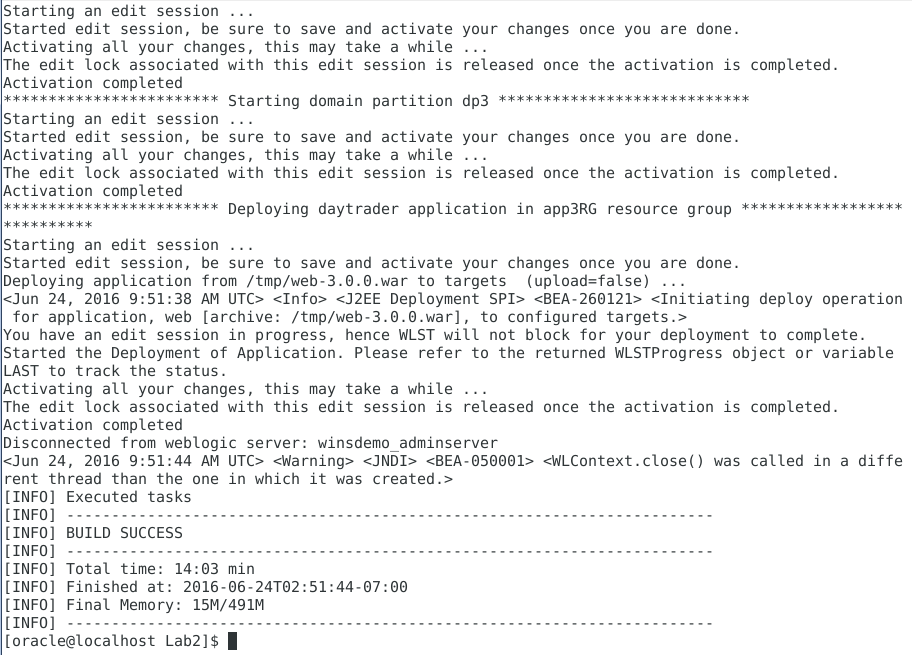 Starting an edit session ...
Started edit session, be sure to save and activate your changes once you are done.
Activating all your changes, this may take a while ...
The edit lock associated with this edit session is released once the activation is completed.
Activation completed
************************ Starting domain partition dp3 ****************************
Starting an edit session ...
Started edit session, be sure to save and activate your changes once you are done.
Activating all your changes, this may take a while ...
The edit lock associated with this edit session is released once the activation is completed.
Activation completed
************************ Deploying daytrader application in app3RG resource group ******************
**********
Starting an edit session ...
Started edit session, be sure to save and activate your changes once you are done.
Deploying application from /tmp/web-3.0.0.war to targets  (upload=false) ...
<Jun 24, 2016 9:51:38 AM UTC> <Info> <J2EE Deployment SPI> <BEA-260121> <Initiating deploy operation
 for application, web [archive: /tmp/web-3.0.0.war], to configured targets.>
You have an edit session in progress, hence WLST will not block for your deployment to complete.
Started the Deployment of Application. Please refer to the returned WLSTProgress object or variable
LAST to track the status.
Activating all your changes, this may take a while ...
The edit lock associated with this edit session is released once the activation is completed.
Activation completed
Disconnected from weblogic server: winsdemo_adminserver
<Jun 24, 2016 9:51:44 AM UTC> <Warning> <JNDI> <BEA-050001> <WLContext.close() was called in a diffe
rent thread than the one in which it was created.>
[INFO] Executed tasks
[INFO] ------------------------------------------------------------------------
[INFO] BUILD SUCCESS
[INFO] ------------------------------------------------------------------------
[INFO] Total time: 14:03 min
[INFO] Finished at: 2016-06-24T02:51:44-07:00
[INFO] Final Memory: 15M/491M
[INFO] ------------------------------------------------------------------------
[oracle@localhost Lab2]$